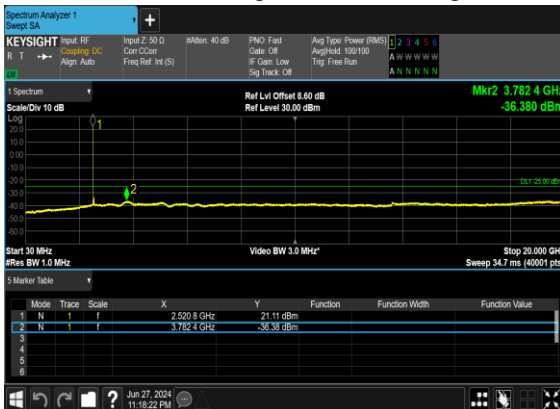 Spectrum Analyzer 1
Swept SA
KEYSIGHT Input: RF Input Z: 50 Ω #Atten: 40 dB PNO: Fast Avg Type: Power (RMS) 1 2 3 4 5 6
R T Coupling: DC Corr CCorr Gate: Off Avg|Hold: 100/100 A W W W W W
Align: Auto Freq Ref: Int (S) IF Gain: Low Trig: Free Run
Sig Track: Off A N N N N N
1 Spectrum Ref Lvl Offset 8.60 dB Mkr2 3.782 4 GHz
Scale/Div 10 dB Ref Level 30.00 dBm -36.380 dBm
Log
20.0
10.0
0.00
-10.0
-20.0
-30.0
-40.0
-50.0
-60.0
1
2
Start 30 MHz Video BW 3.0 MHz* Stop 20.000 GH
#Res BW 1.0 MHz Sweep 34.7 ms (40001 pts
5 Marker Table
Mode Trace Scale X Y Function Function Width Function Value
1 N 1 f 2.520 8 GHz 21.11 dBm
2 N 1 f 3.782 4 GHz -36.38 dBm
3
4
5
6
? Jun 27, 2024
11:18:22 PM